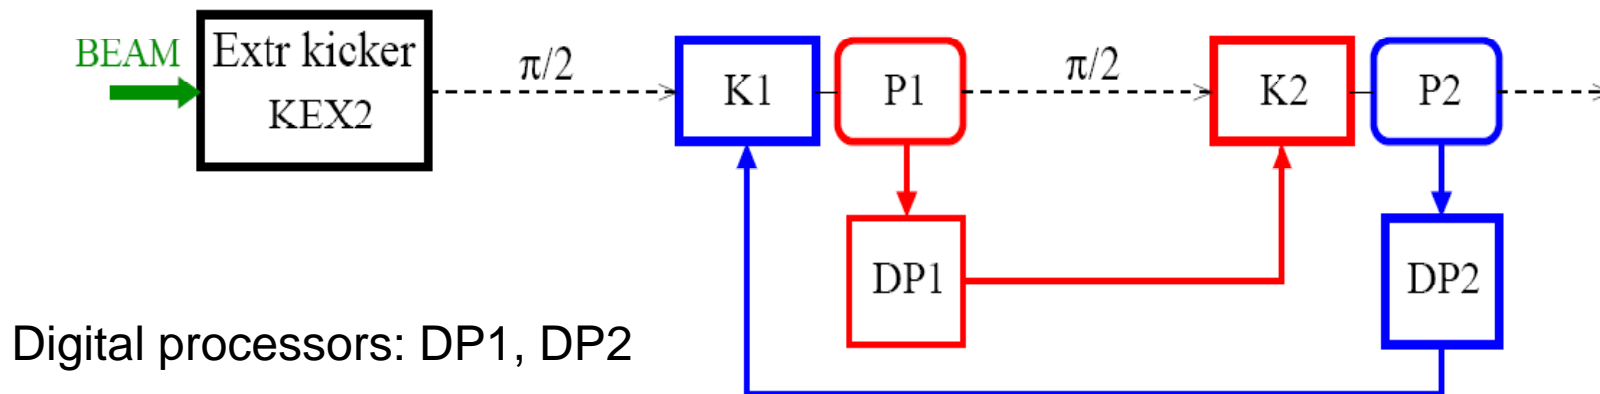 BEAM
Extr kicker
KEX2
π/2
K1
P1
π/2
K2
P2
DP1
DP2
Digital processors: DP1, DP2